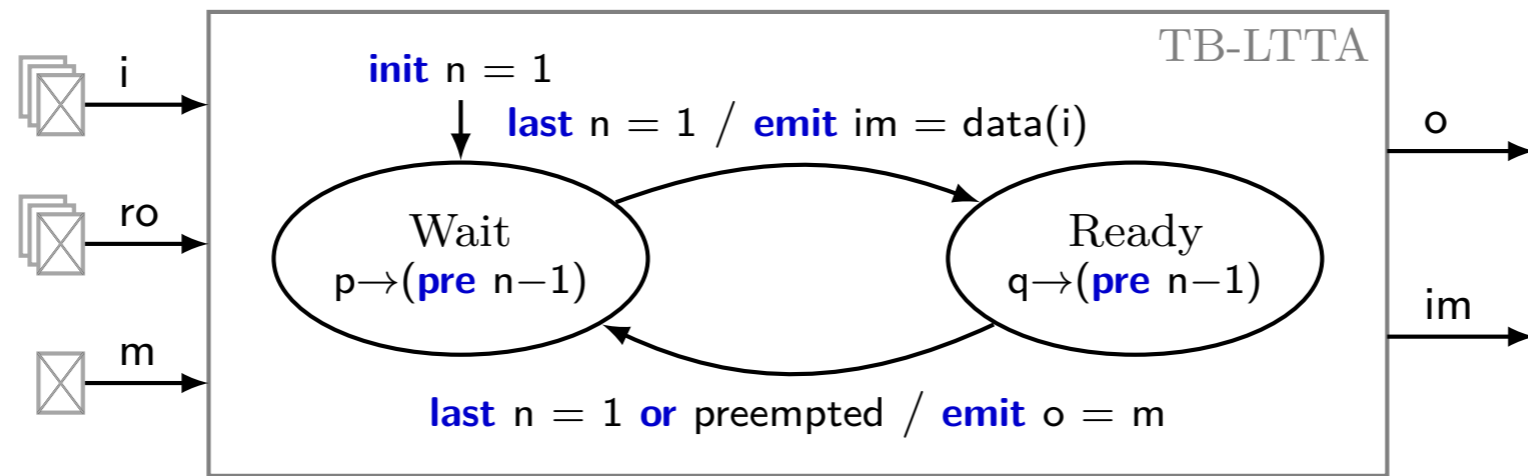 TB-LTTA
i
init n = 1
last n = 1 / emit im = data(i)
o
ro
Wait
p→(pre n−1)
Ready
q→(pre n−1)
im
m
last n = 1 or preempted / emit o = m